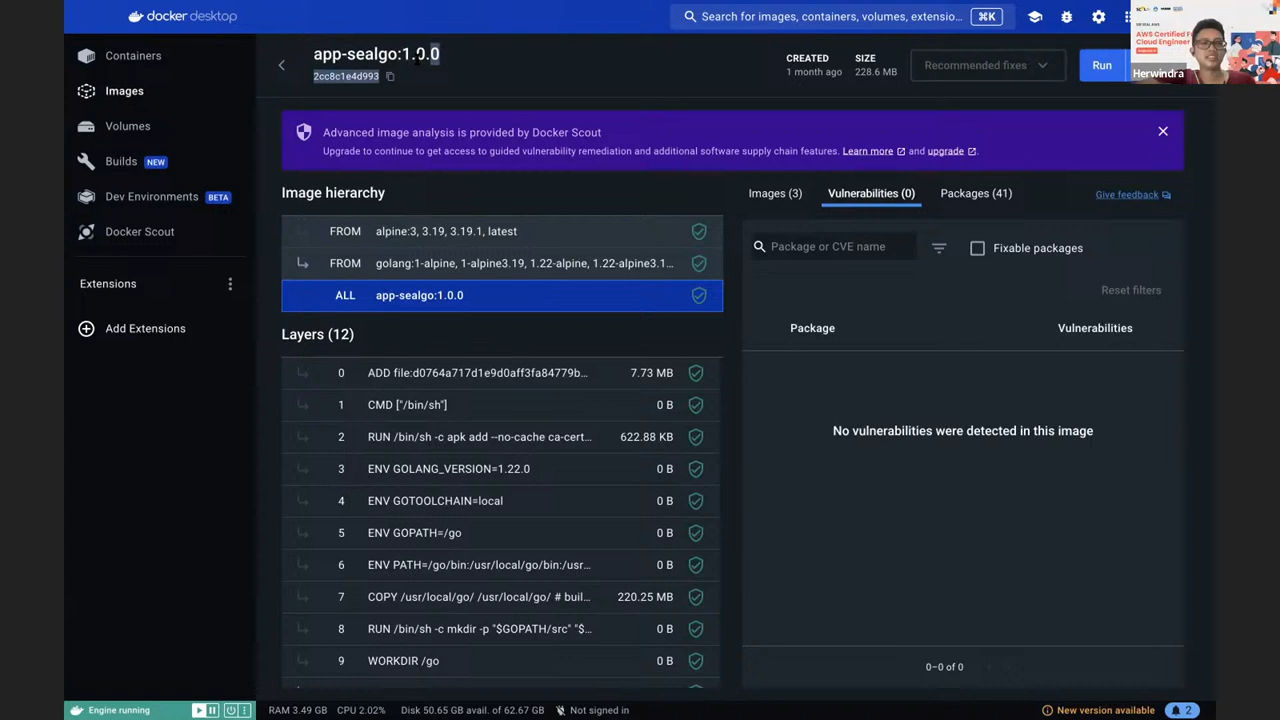 docker desktop
Search for images, containers, volumes, extensio...
⌘K
Containers
Images
Volumes
Builds NEW
Dev Environments BETA
Docker Scout
Extensions
Add Extensions
app-sealgo:1.0.0
2cc8c1e4d993
CREATED
1 month ago
SIZE
228.6 MB
Recommended fixes
Run
AWS Certified
Cloud Engineer
Herwindra
Advanced image analysis is provided by Docker Scout
Upgrade to continue to get access to guided vulnerability remediation and additional software supply chain features. Learn more and upgrade.
Image hierarchy
FROM alpine:3, 3.19, 3.19.1, latest
FROM golang:1-alpine, 1-alpine3.19, 1.22-alpine, 1.22-alpine3.1...
ALL app-sealgo:1.0.0
Layers (12)
0 ADD file:d0764a717d1e9d0aff3fa84779b... 7.73 MB
1 CMD ["/bin/sh"] 0 B
2 RUN /bin/sh -c apk add --no-cache ca-cert... 622.88 KB
3 ENV GOLANG_VERSION=1.22.0 0 B
4 ENV GOTOOLCHAIN=local 0 B
5 ENV GOPATH=/go 0 B
6 ENV PATH=/go/bin:/usr/local/go/bin:/usr... 0 B
7 COPY /usr/local/go/ /usr/local/go/ # buil... 220.25 MB
8 RUN /bin/sh -c mkdir -p "$GOPATH/src" "$... 0 B
9 WORKDIR /go 0 B
Images (3)
Vulnerabilities (0)
Packages (41)
Give feedback
Package or CVE name
Fixable packages
Reset filters
Package
Vulnerabilities
No vulnerabilities were detected in this image
0–0 of 0
Engine running
RAM 3.49 GB CPU 2.02% Disk 50.65 GB avail. of 62.67 GB Not signed in
New version available
2